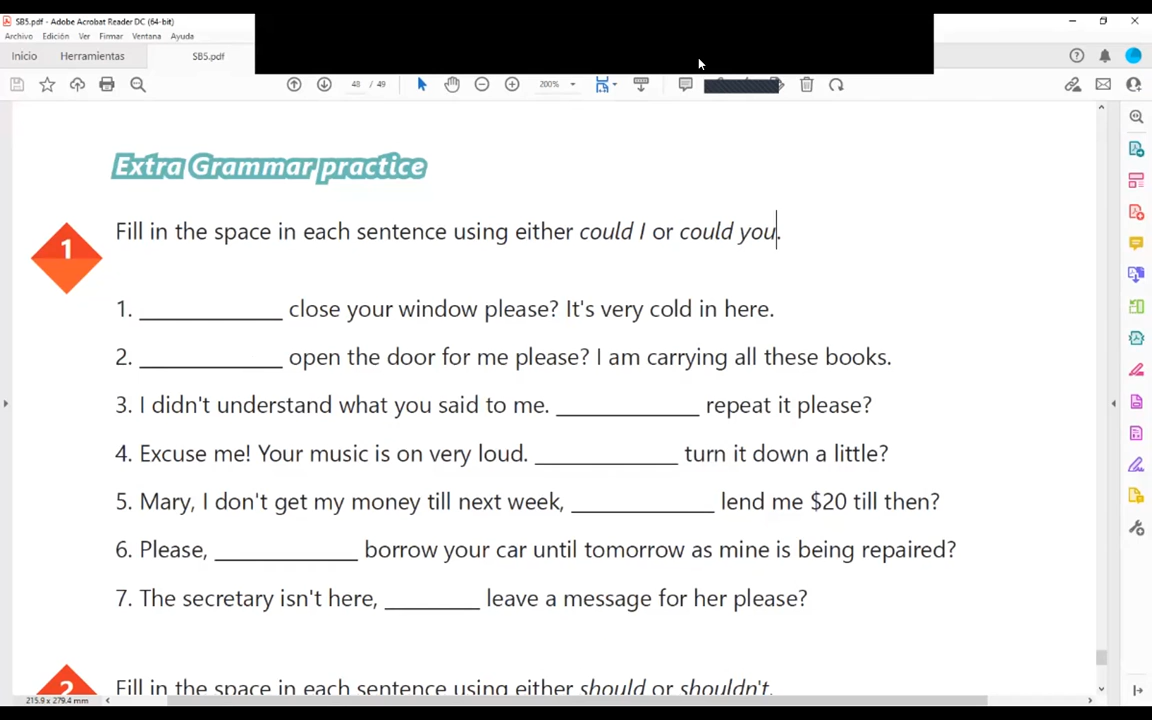 SB5.pdf - Adobe Acrobat Reader DC (64-bit)
Archivo Edición Ver Firmar Ventana Ayuda
Inicio Herramientas SB5.pdf
48 / 49 200%
Extra Grammar practice
1
Fill in the space in each sentence using either could I or could you.
1. _____________ close your window please? It's very cold in here.
2. _____________ open the door for me please? I am carrying all these books.
3. I didn't understand what you said to me. _____________ repeat it please?
4. Excuse me! Your music is on very loud. _____________ turn it down a little?
5. Mary, I don't get my money till next week, _____________ lend me $20 till then?
6. Please, _____________ borrow your car until tomorrow as mine is being repaired?
7. The secretary isn't here, _________ leave a message for her please?
2
Fill in the space in each sentence using either should or shouldn't.
215.9 x 279.4 mm